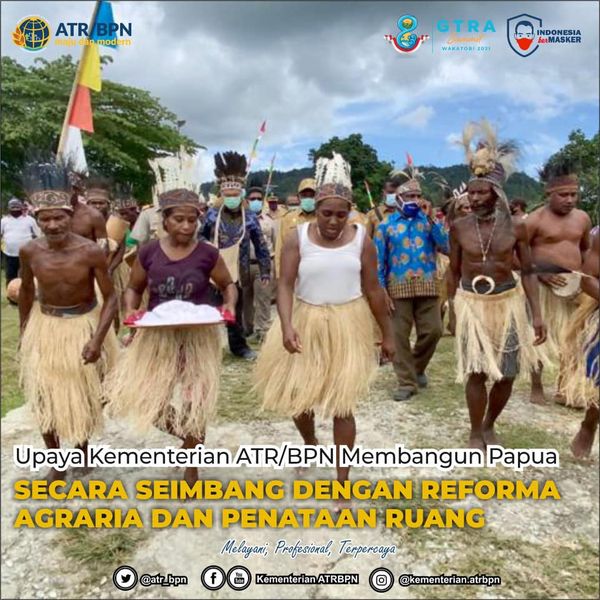 ATR/BPN
maju dan modern
GTRA
Summit
WAKATOBI 2021
INDONESIA
berMASKER
Upaya Kementerian ATR/BPN Membangun Papua
SECARA SEIMBANG DENGAN REFORMA
AGRARIA DAN PENATAAN RUANG
Melayani, Profesional, Terpercaya
@atr_bpn Kementerian ATRBPN @kementerian.atrbpn